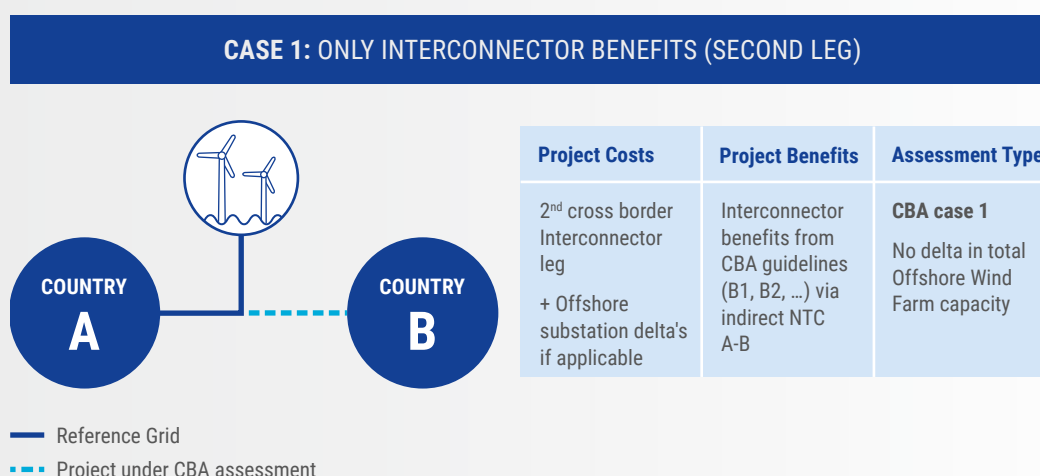 CASE 1: ONLY INTERCONNECTOR BENEFITS (SECOND LEG)
COUNTRY
A
COUNTRY
B
Project Costs
Project Benefits
Assessment Type
2nd cross border
Interconnector
leg
+ Offshore
substation delta's
if applicable
Interconnector
benefits from
CBA guidelines
(B1, B2, ...) via
indirect NTC
A-B
CBA case 1
No delta in total
Offshore Wind
Farm capacity
Reference Grid
Project under CBA assessment